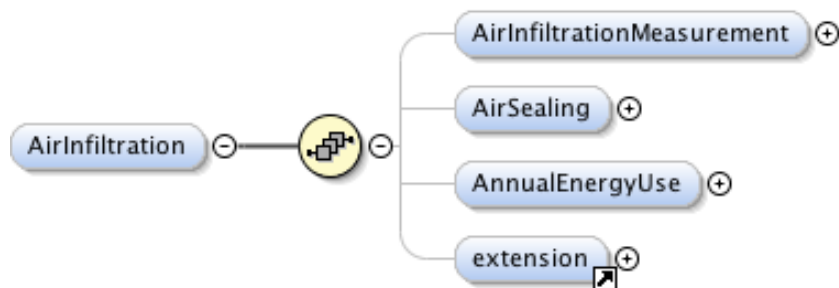 AirInfiltrationMeasurement
AirSealing
AirInfiltration
AnnualEnergyUse
extension